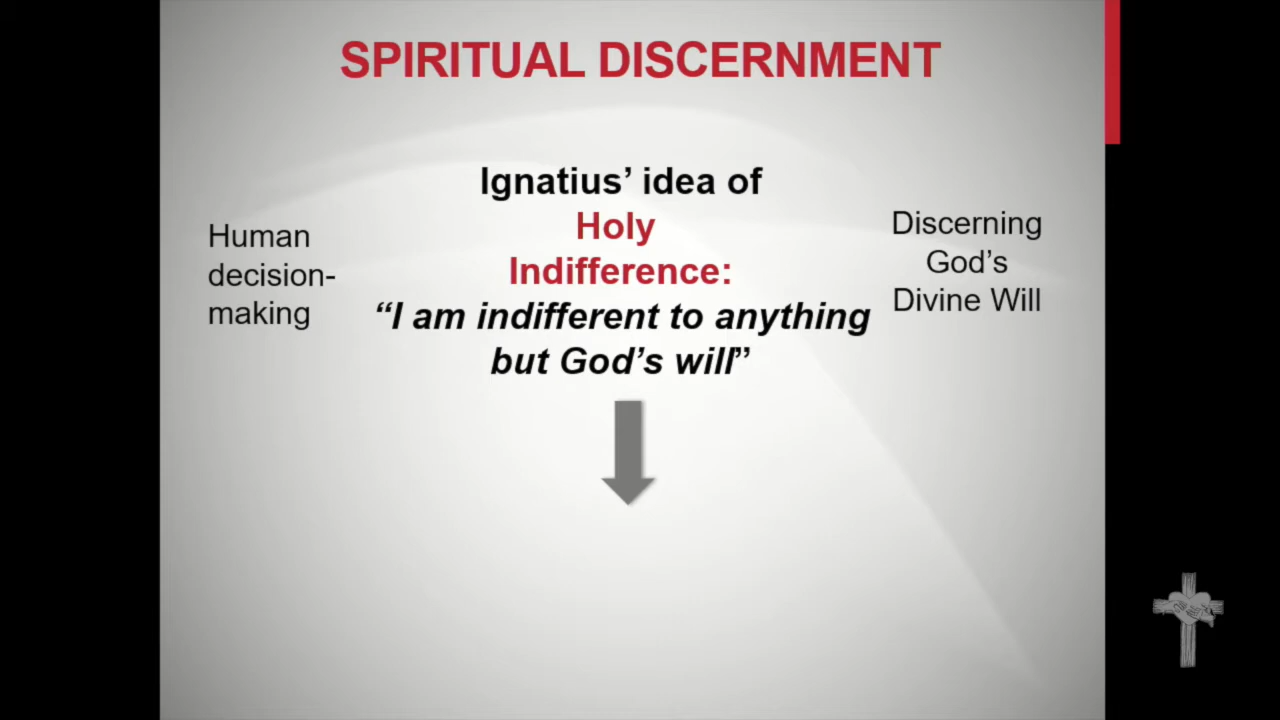 SPIRITUAL DISCERNMENT
Human
decision-
making
Ignatius’ idea of
Holy
Indifference:
“I am indifferent to anything
but God’s will”
Discerning
God’s
Divine Will